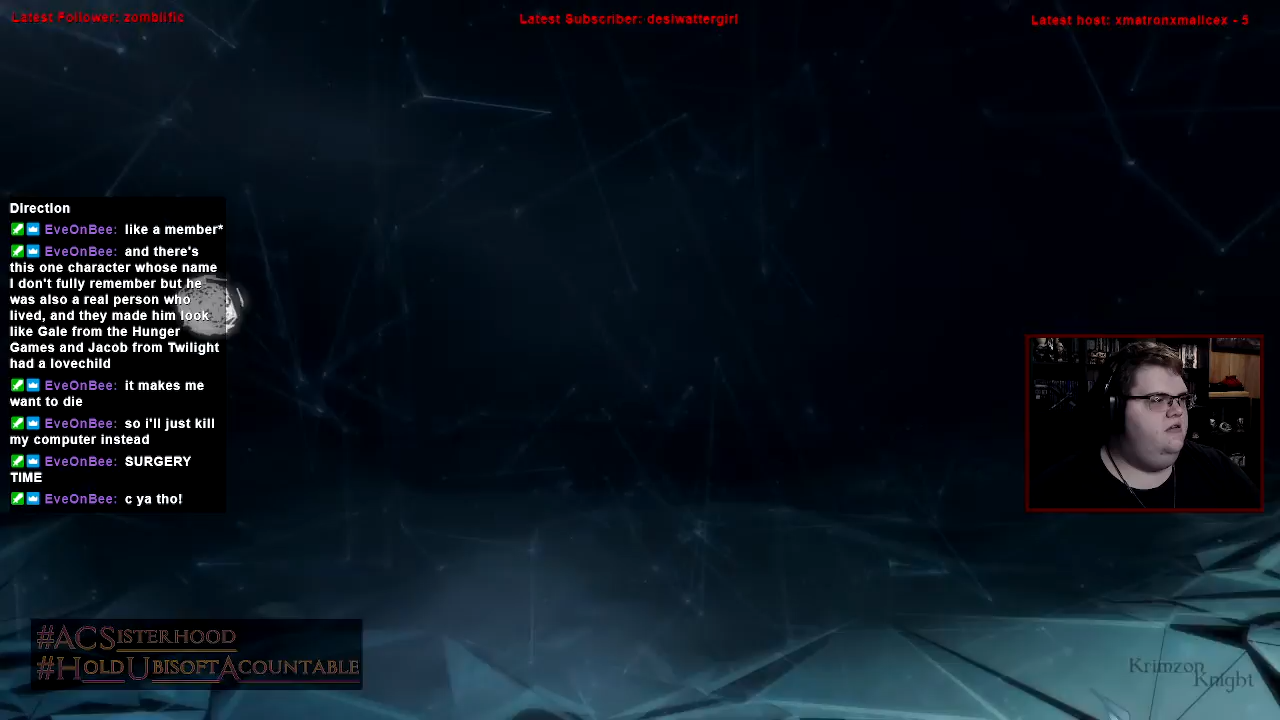 Latest Follower: zomblific
Latest Subscriber: desiwattergirl
Latest host: xmatronxmalicex - 5
Direction
EveOnBee: like a member*
EveOnBee: and there's
this one character whose name
I don't fully remember but he
was also a real person who
lived, and they made him look
like Gale from the Hunger
Games and Jacob from Twilight
had a lovechild
EveOnBee: it makes me
want to die
EveOnBee: so i'll just kill
my computer instead
EveOnBee: SURGERY
TIME
EveOnBee: c ya tho!
#ACSISTERHOOD
#HOLDUBISOFTACOUNTABLE
Krimzon
Knight